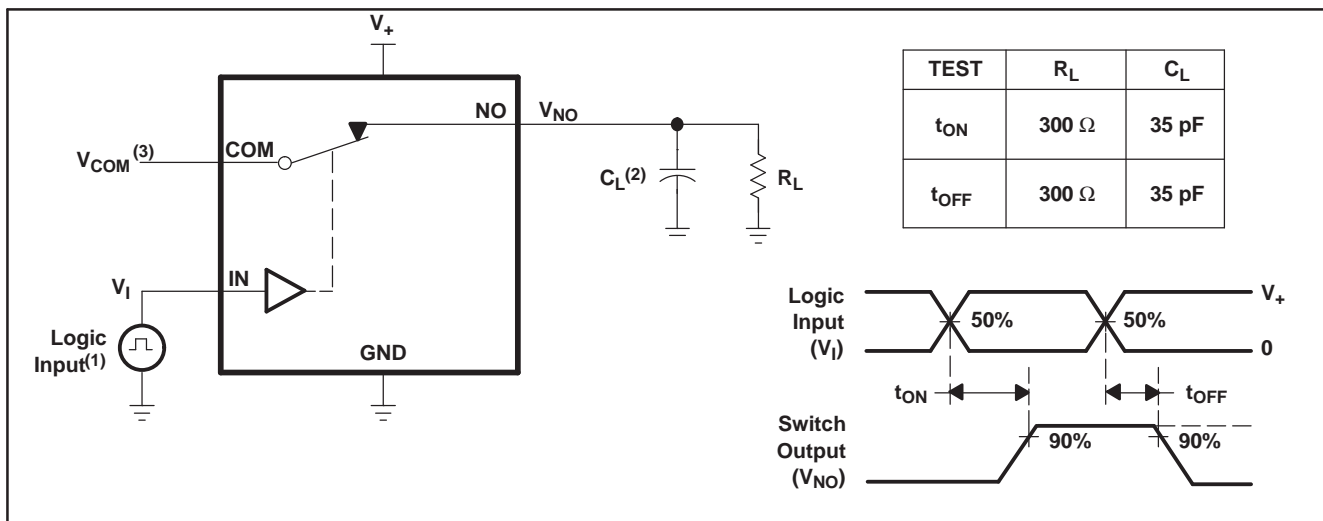 V+
NO
VNO
COM
VCOM (3)
CL(2)
RL
IN
VI
Logic
Input(1)
GND
TEST RL CL
tON 300 Ω 35 pF
tOFF 300 Ω 35 pF
Logic
Input
(VI)
50%
50%
V+
0
tON
tOFF
Switch
Output
(VNO)
90%
90%